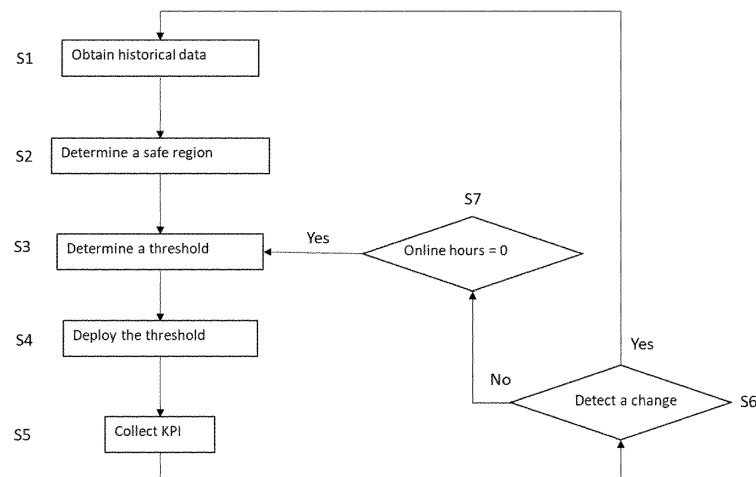 S1
Obtain historical data
S2
Determine a safe region
S7
S3
Determine a threshold
Yes
Online hours = 0
S4
Deploy the threshold
Yes
No
Detect a change
S6
S5
Collect KPI